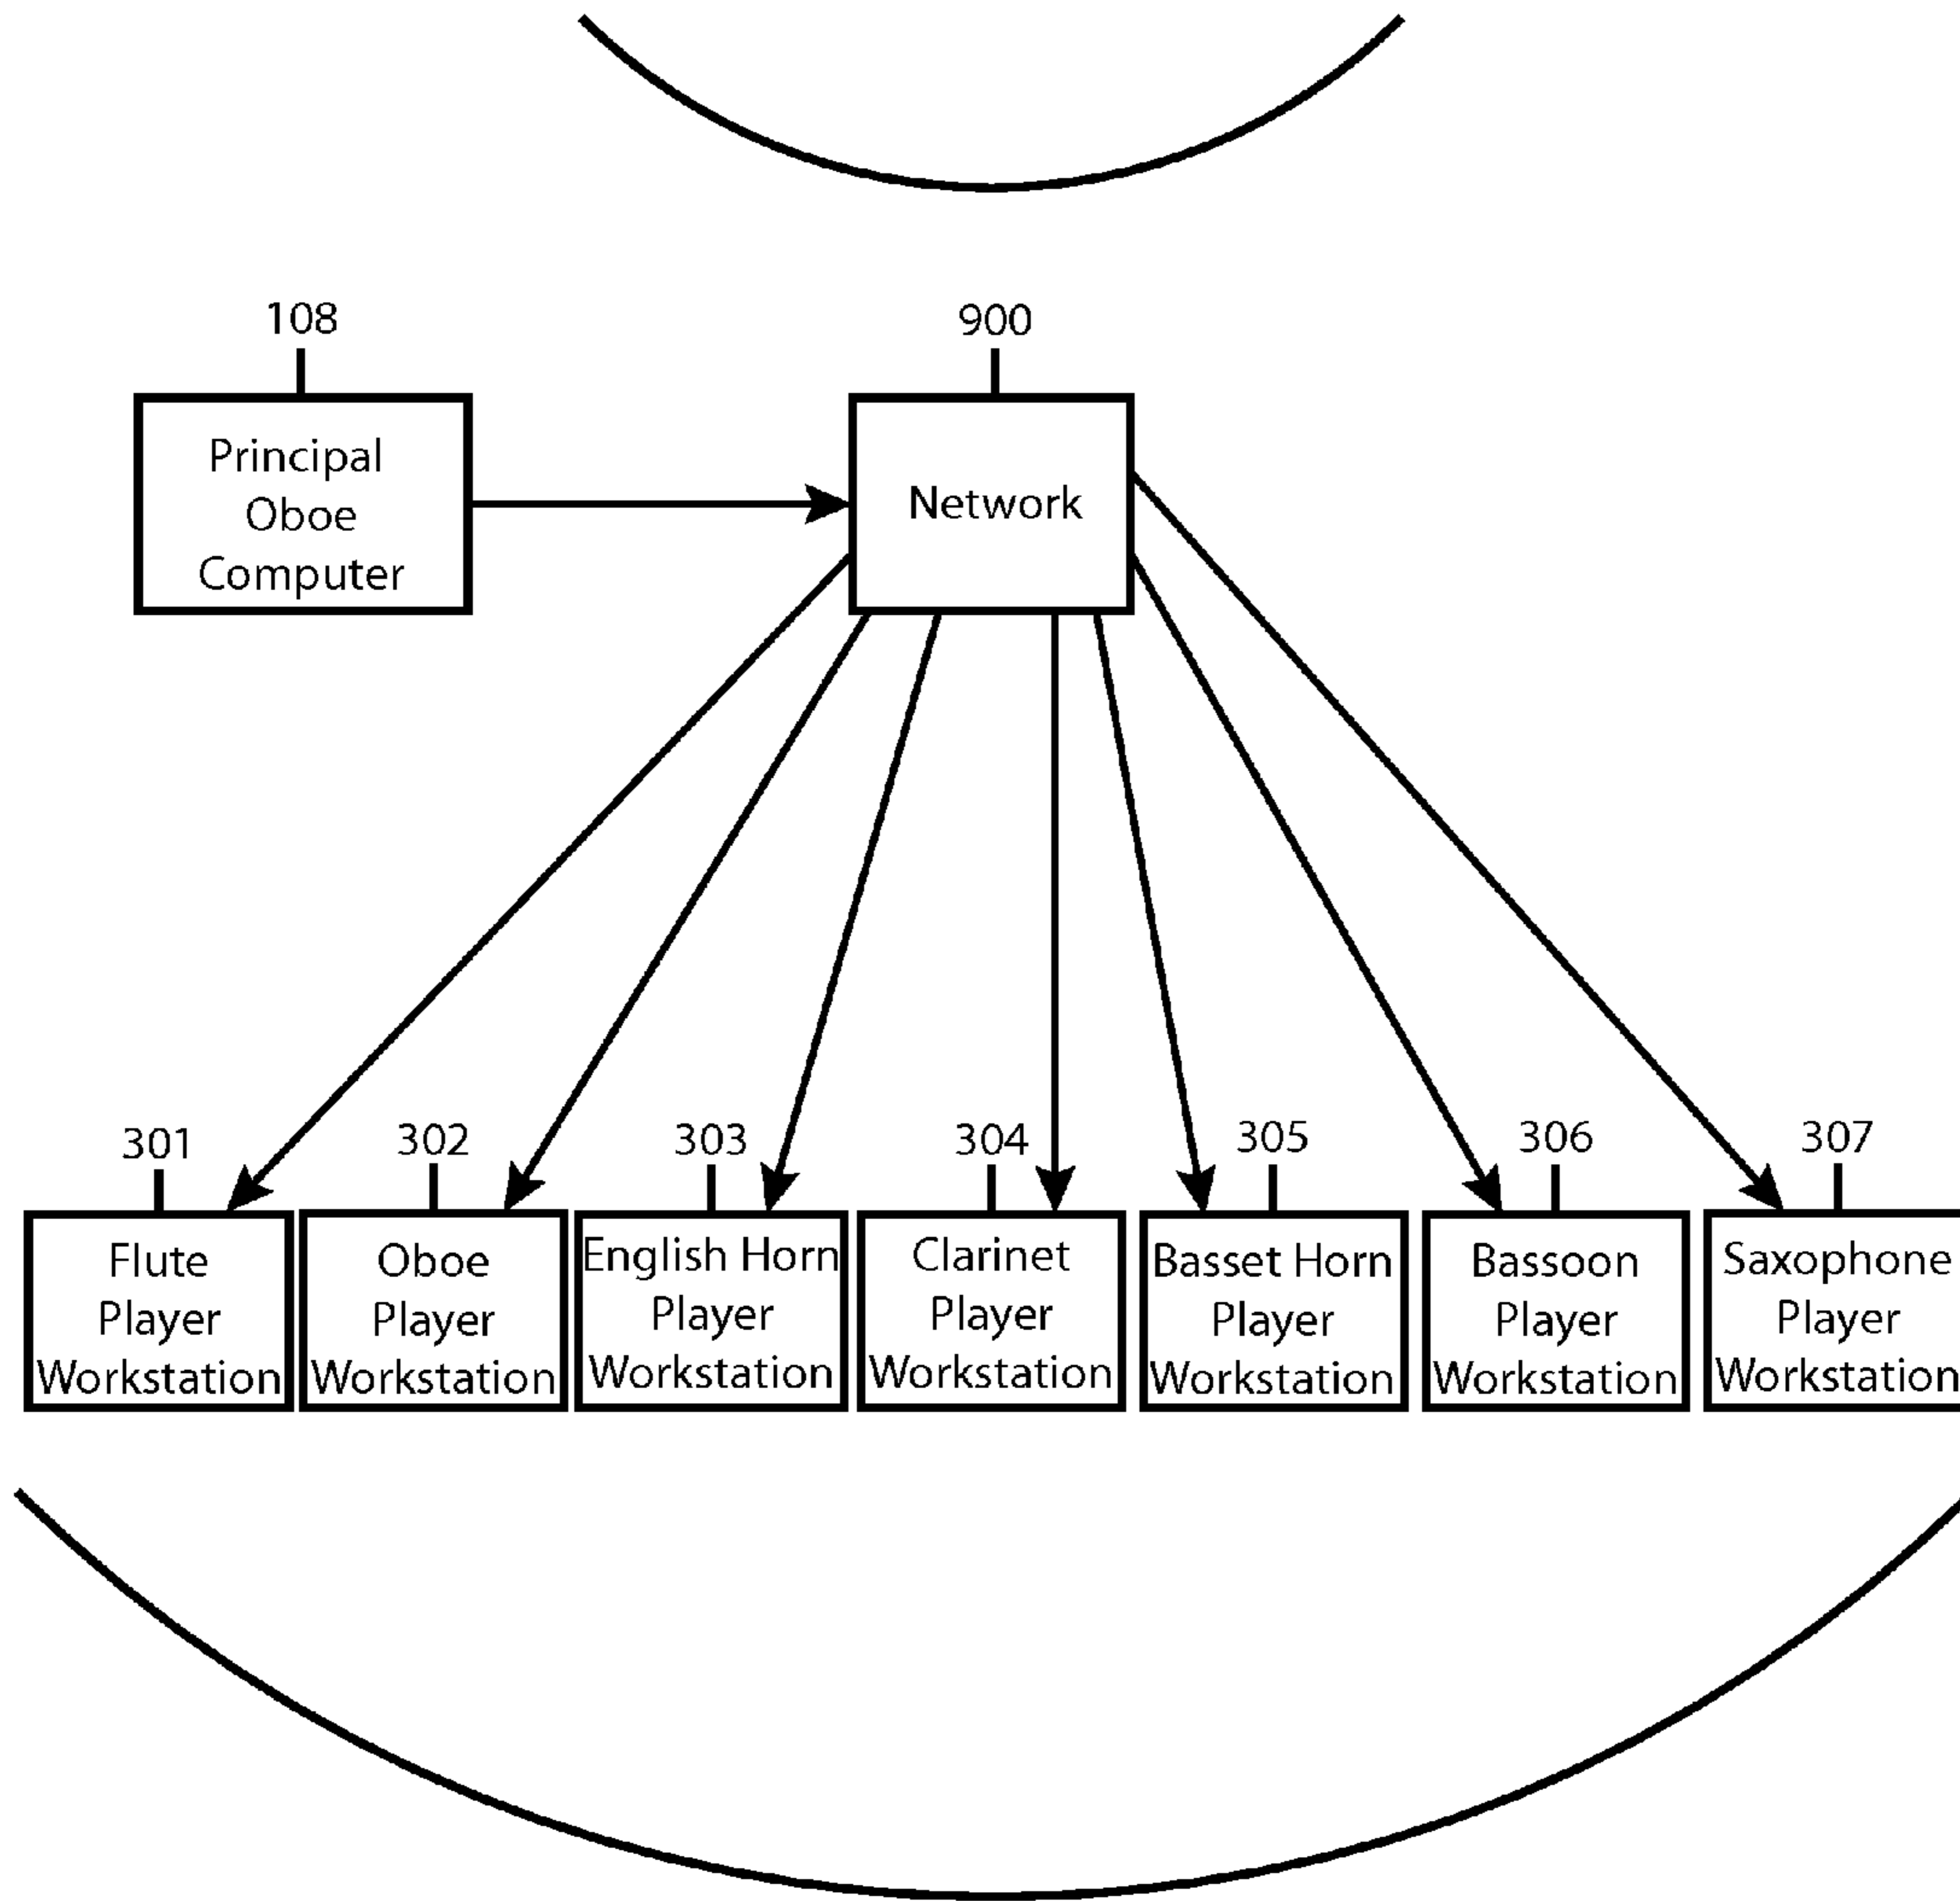 108
900
Principal
Oboe
Computer
Network
301
302
303
304
305
306
307
Flute
Player
Workstation
Oboe
Player
Workstation
English Horn
Player
Workstation
Clarinet
Player
Workstation
Basset Horn
Player
Workstation
Bassoon
Player
Workstation
Saxophone
Player
Workstation